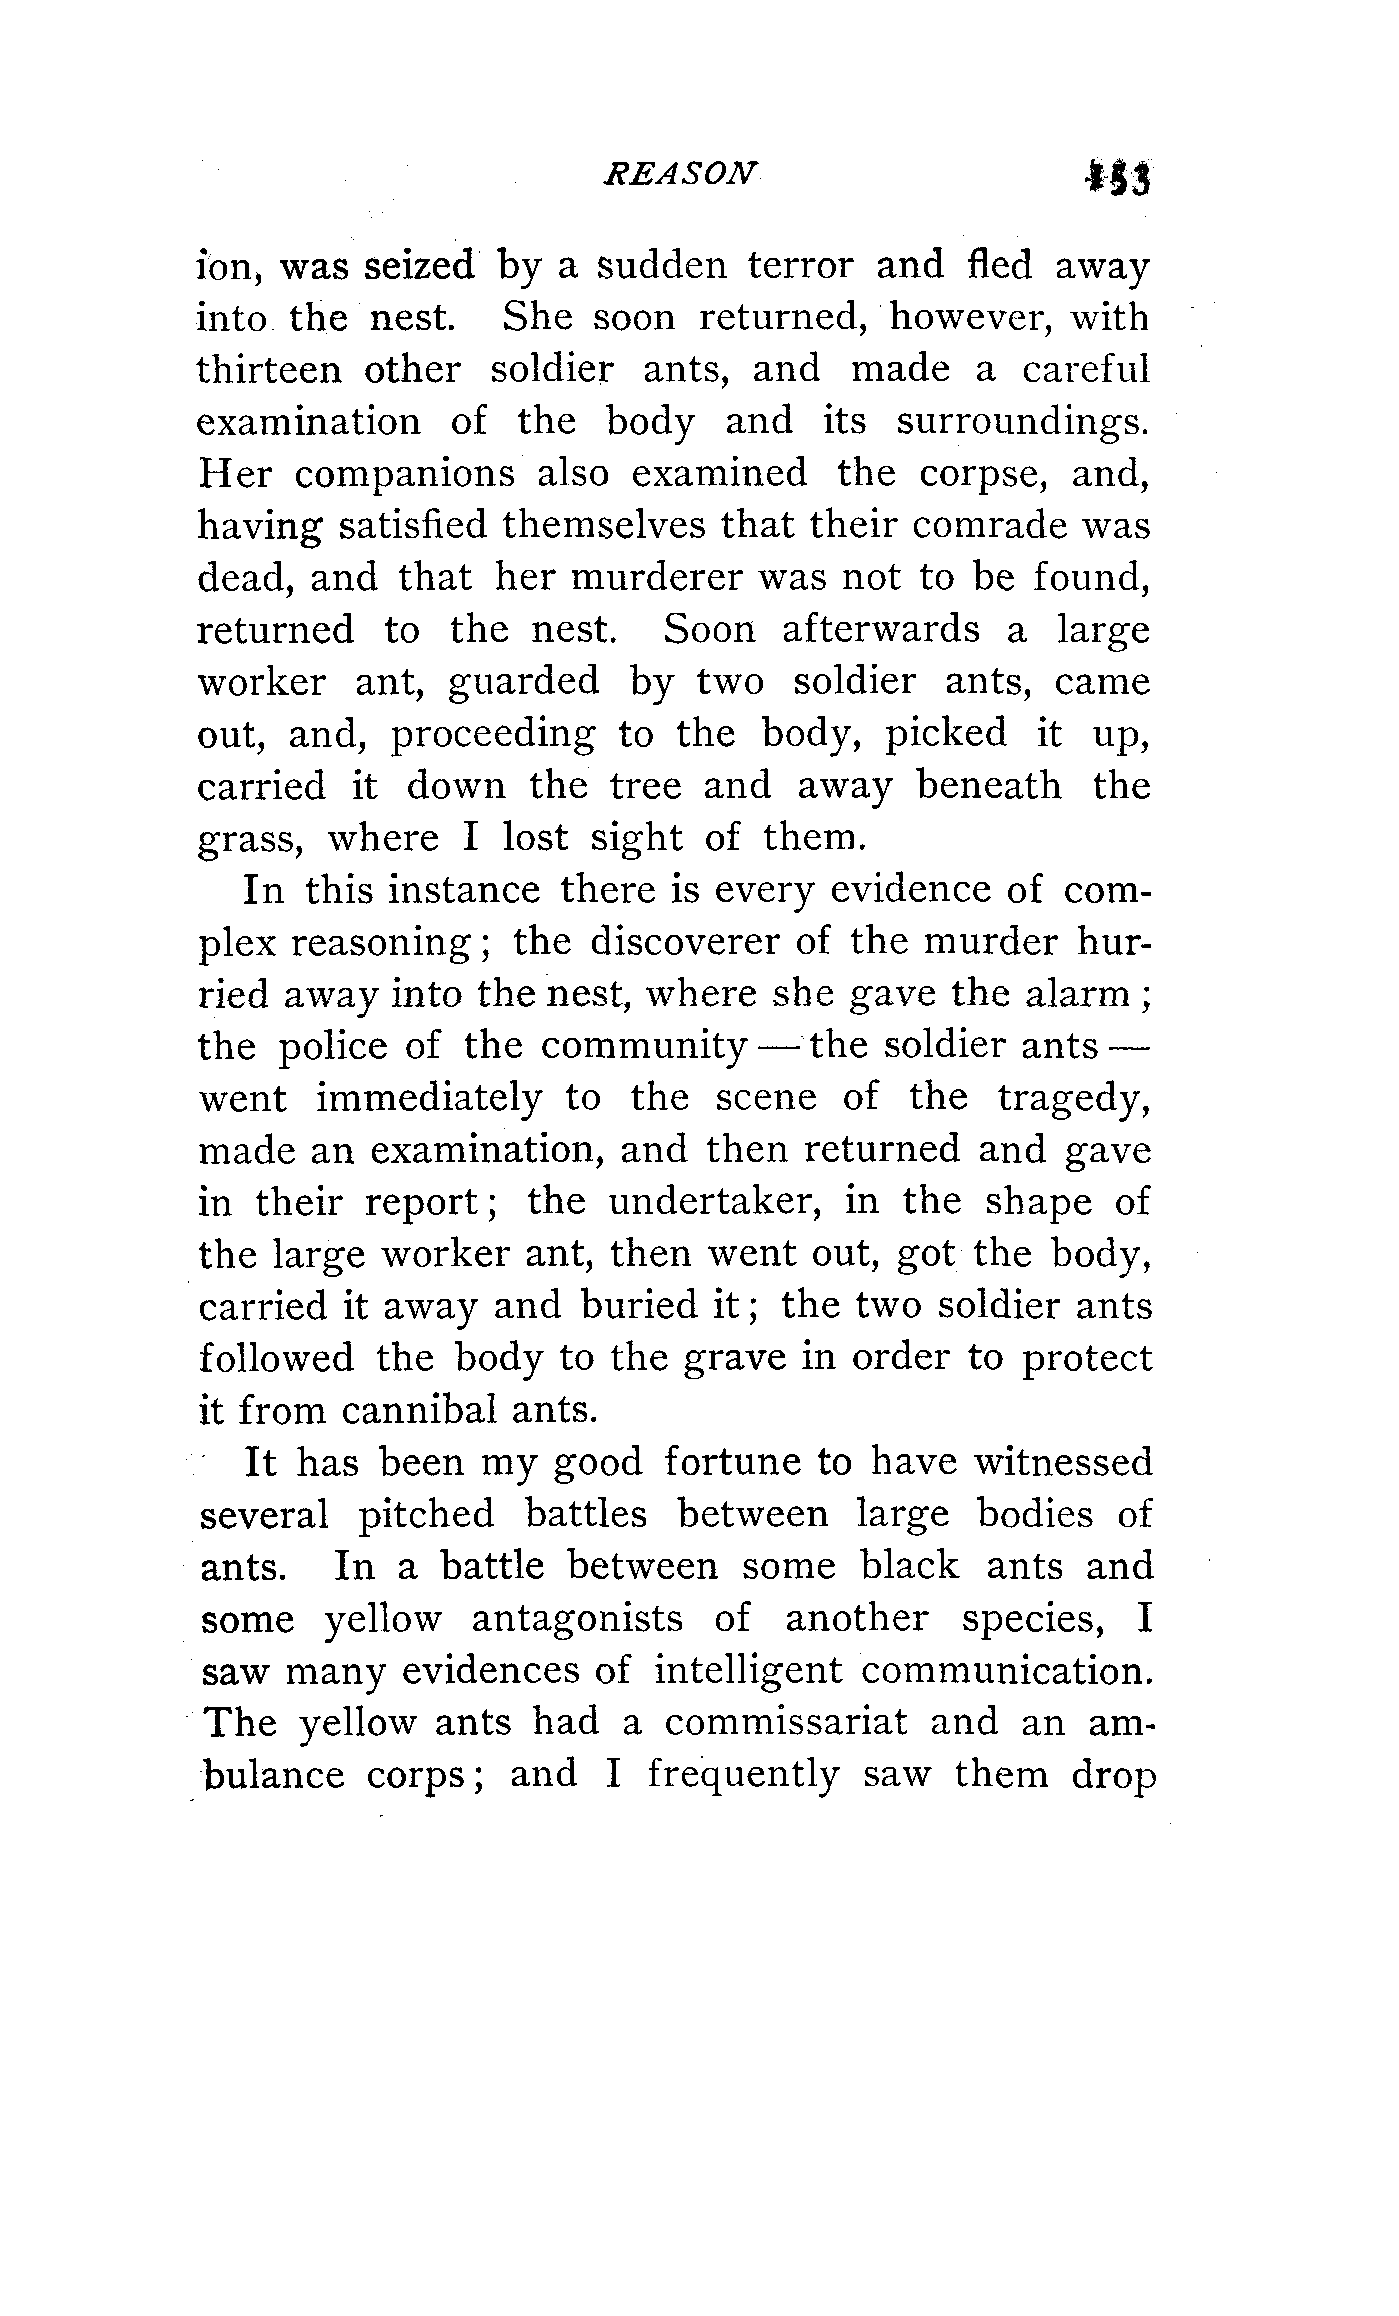 REASON 153
ion, was seized by a sudden terror and fled away
into the nest. She soon returned, however, with
thirteen other soldier ants, and made a careful
examination of the body and its surroundings.
Her companions also examined the corpse, and,
having satisfied themselves that their comrade was
dead, and that her murderer was not to be found,
returned to the nest. Soon afterwards a large
worker ant, guarded by two soldier ants, came
out, and, proceeding to the body, picked it up,
carried it down the tree and away beneath the
grass, where I lost sight of them.
In this instance there is every evidence of com-
plex reasoning; the discoverer of the murder hur-
ried away into the nest, where she gave the alarm;
the police of the community — the soldier ants —
went immediately to the scene of the tragedy,
made an examination, and then returned and gave
in their report; the undertaker, in the shape of
the large worker ant, then went out, got the body,
carried it away and buried it; the two soldier ants
followed the body to the grave in order to protect
it from cannibal ants.
It has been my good fortune to have witnessed
several pitched battles between large bodies of
ants. In a battle between some black ants and
some yellow antagonists of another species, I
saw many evidences of intelligent communication.
The yellow ants had a commissariat and an am-
bulance corps; and I frequently saw them drop